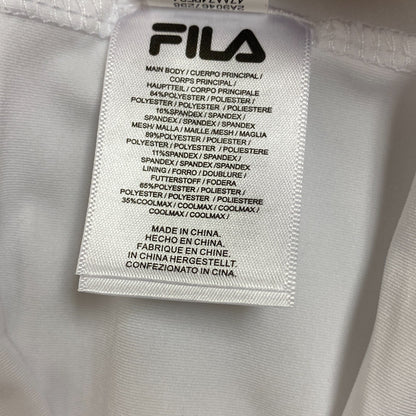 FILA
MAIN BODY / CUERPO PRINCIPAL /
CORPS PRINCIPAL /
HAUPTTEIL / CORPO PRINCIPALE
84%POLYESTER / POLIESTER /
POLYESTER / POLYESTER / POLIESTERE
16%SPANDEX / SPANDEX /
SPANDEX / SPANDEX / SPANDEX
MESH/ MALLA / MAILLE /MESH / MAGLIA
89%POLYESTER / POLIESTER /
POLYESTER / POLYESTER / POLIESTERE
11%SPANDEX / SPANDEX /
SPANDEX / SPANDEX /SPANDEX
LINING / FORRO / DOUBLURE /
FUTTERSTOFF / FODERA
65%POLYESTER / POLIESTER /
POLYESTER / POLYESTER / POLIESTERE
35%COOLMAX / COOLMAX / COOLMAX /
COOLMAX / COOLMAX
MADE IN CHINA.
HECHO EN CHINA.
FABRIQUE EN CHINE.
IN CHINA HERGESTELLT.
CONFEZIONATO IN CHINA.